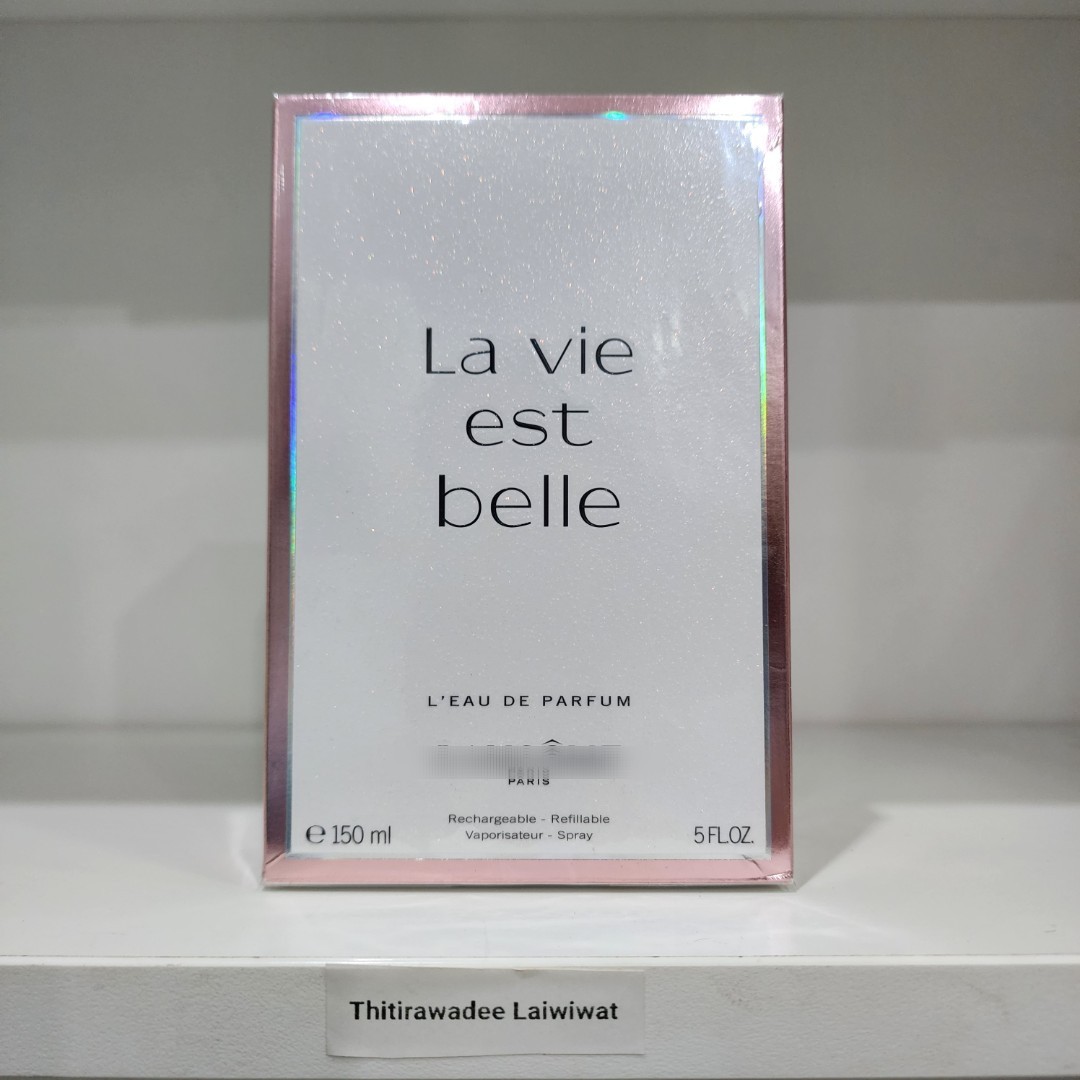 La vie
est
belle
L'EAU DE PARFUM
PARIS
Rechargeable - Refillable
Vaporisateur - Spray
℮ 150 ml
5 FL.OZ.
Thitirawadee Laiwiwat